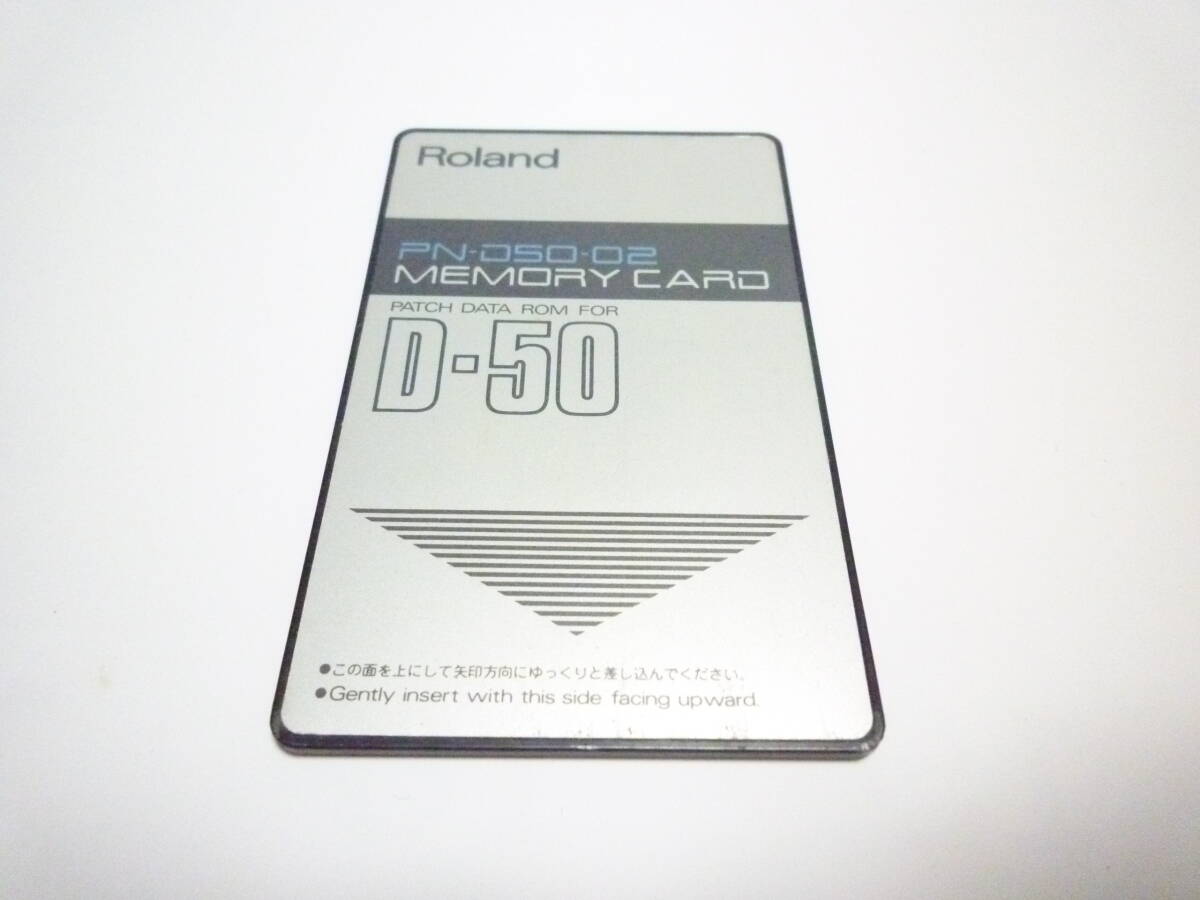 Roland
PN-D50-02
MEMORY CARD
PATCH DATA ROM FOR
D-50
●この面を上にして矢印方向にゆっくりと差し込んでください。
●Gently insert with this side facing upward.